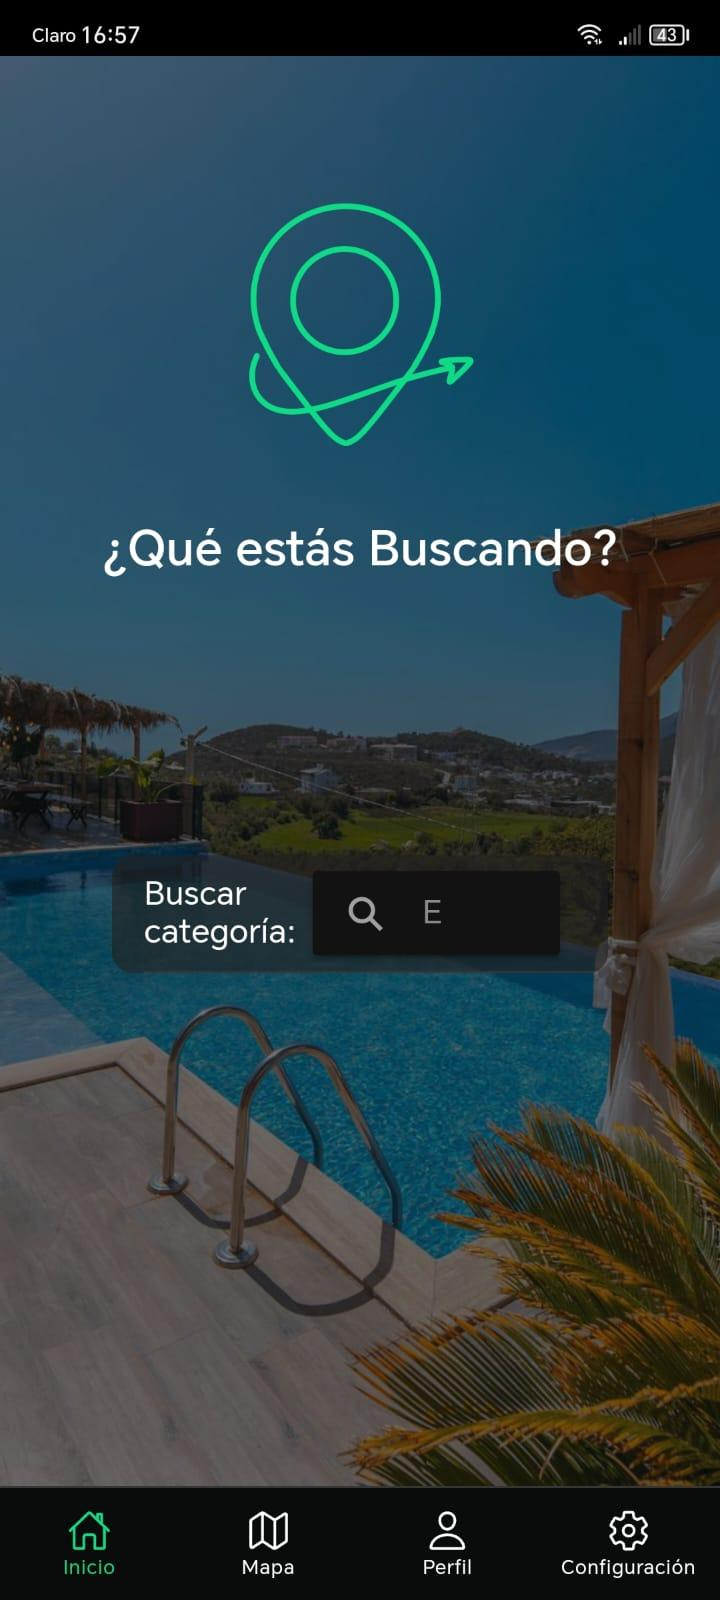 Claro 16:57
43
¿Qué estás Buscando?
Buscar
categoría:
E
Inicio
Mapa
Perfil
Configuración